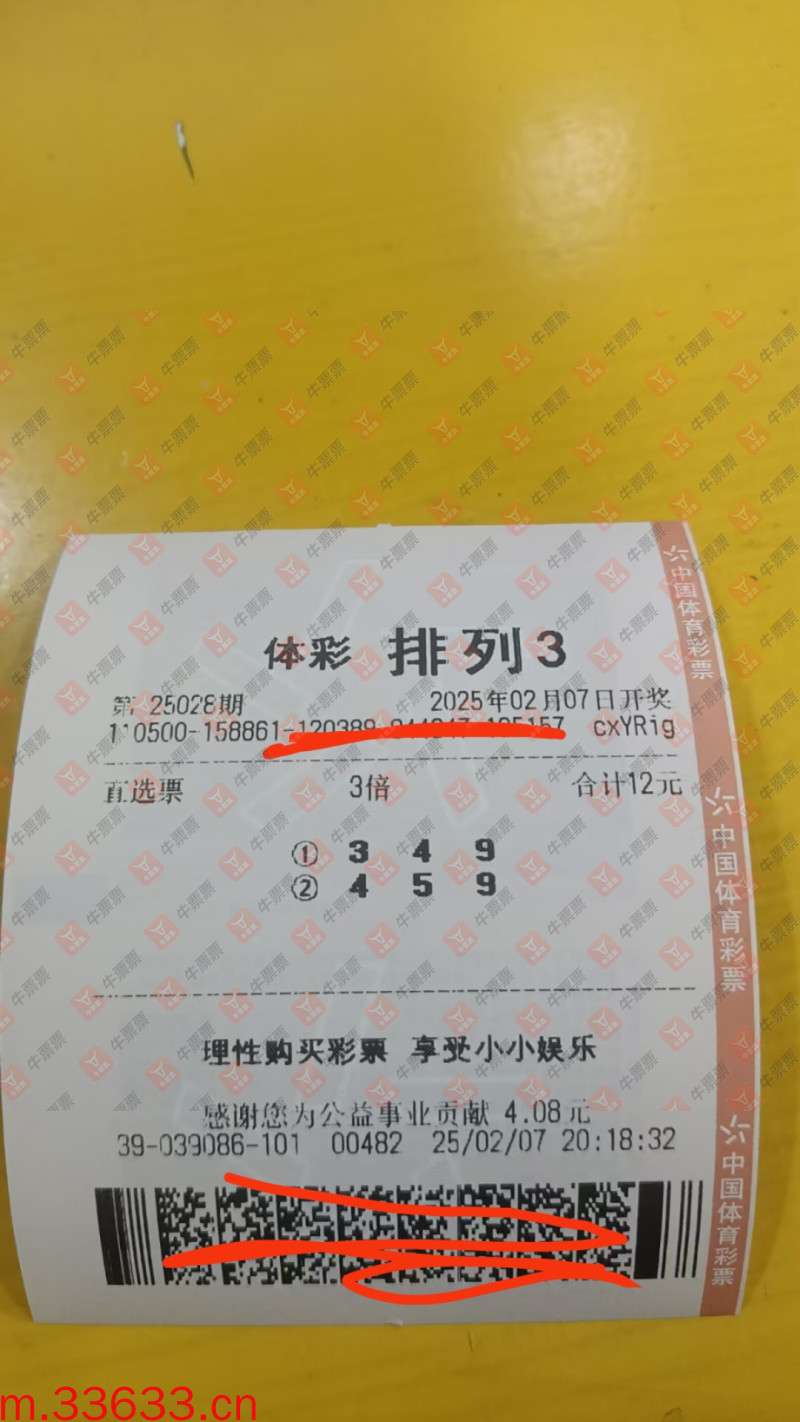 体彩 排列3
第 25028期 2025年02月07日开奖
110500-158861-120389 cxYRig
直选票 3倍 合计12元
① 3 4 9
② 4 5 9
理性购买彩票 享受小小娱乐
感谢您为公益事业贡献 4.08元
39-039086-101 00482 25/02/07 20:18:32
中国体育彩票
中国体育彩票
中国体育彩票
牛票票
m.33633.cn